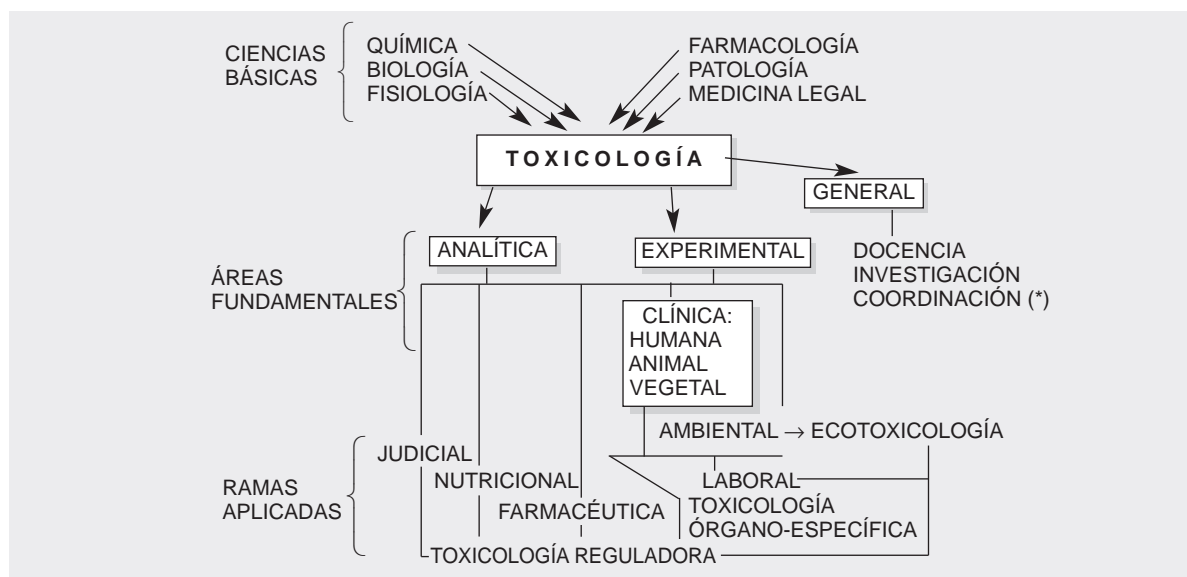 CIENCIAS
BÁSICAS
QUÍMICA
BIOLOGÍA
FISIOLOGÍA
FARMACOLOGÍA
PATOLOGÍA
MEDICINA LEGAL
TOXICOLOGÍA
GENERAL
DOCENCIA
INVESTIGACIÓN
COORDINACIÓN (*)
ÁREAS
FUNDAMENTALES
ANALÍTICA
EXPERIMENTAL
CLÍNICA:
HUMANA
ANIMAL
VEGETAL
AMBIENTAL → ECOTOXICOLOGÍA
RAMAS
APLICADAS
JUDICIAL
NUTRICIONAL
FARMACÉUTICA
LABORAL
TOXICOLOGÍA
ÓRGANO-ESPECÍFICA
TOXICOLOGÍA REGULADORA